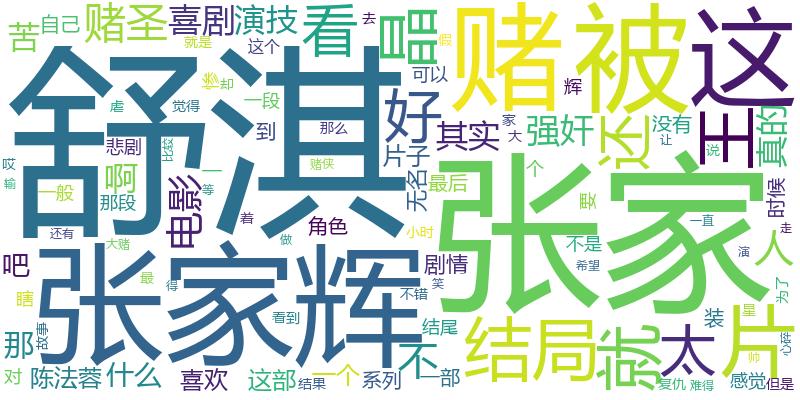 苦
自己
赌圣
喜剧
演技
看
晶
赌
被
这
去
假
就是
这个
惨
却
可以
辉
虐
觉得
一段
到
那么
好
其实
强奸
还
没有
王
真的
舒淇
悲剧
比较
片子
家
大
让
说
哎
输
一般
那段
啊
一
等
赌侠
无名
最后
个
要
时候
电影
张家
还有
着
角色
小时
不是
一直
人
走
吧
大赌
做
剧情
笑
希望
演
张家辉
最
得
不错
瞎
故事
看到
结尾
装
星
为了
那
不
结局
就
太
片
帅
心碎
对
陈法蓉
什么
喜欢
这部
结果
一个
系列
一部
复仇
难得
感觉
但是